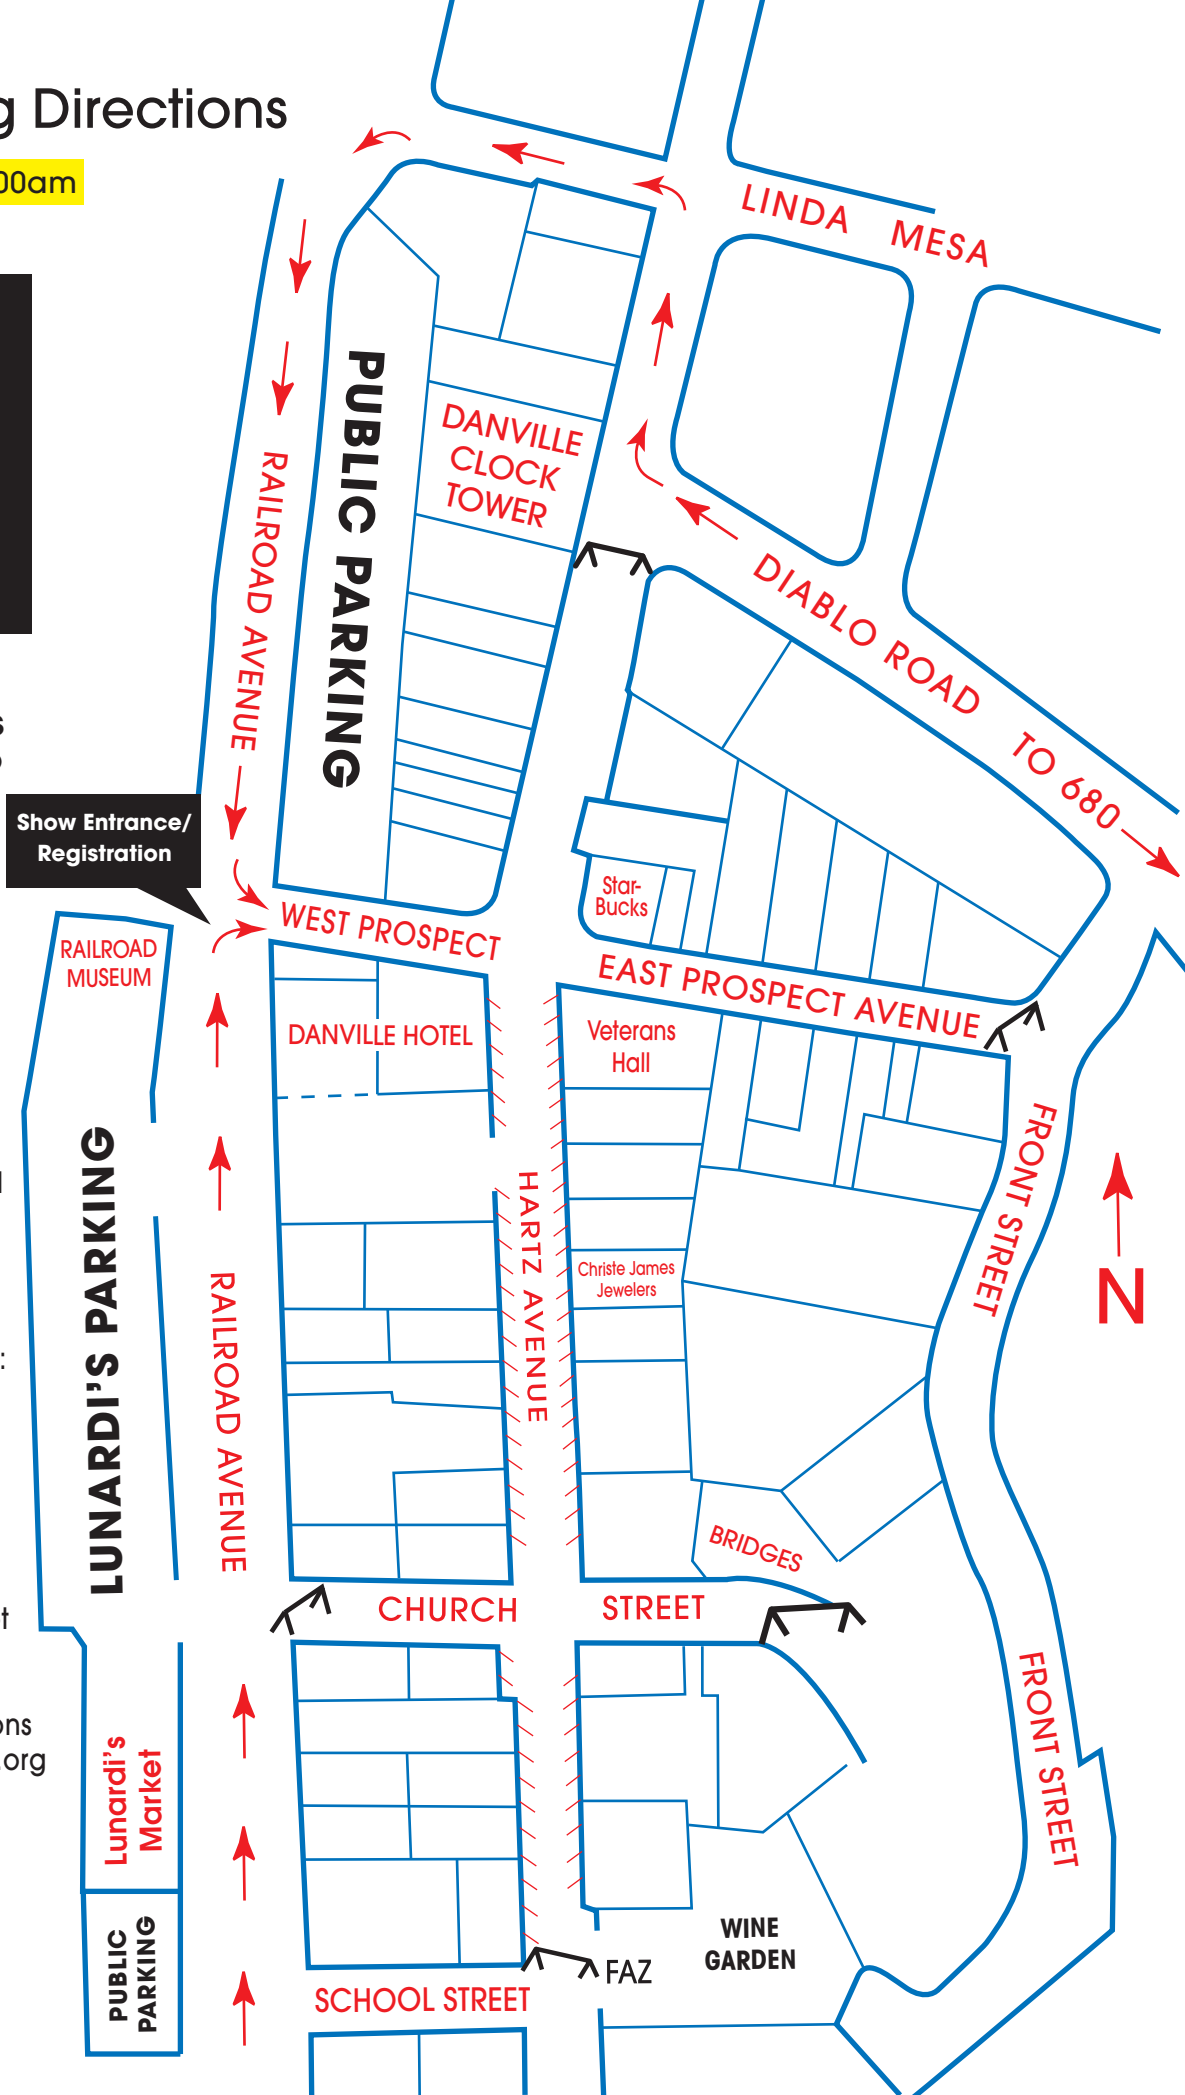 g Directions
00am
LINDA MESA
PUBLIC PARKING
DANVILLE
CLOCK
TOWER
RAILROAD AVENUE
DIABLO ROAD TO 680
Show Entrance/
Registration
Star-
Bucks
WEST PROSPECT
EAST PROSPECT AVENUE
RAILROAD
MUSEUM
DANVILLE HOTEL
Veterans
Hall
FRONT STREET
HARTZ AVENUE
LUNARDI'S PARKING
RAILROAD AVENUE
Christe James
Jewelers
N
:
BRIDGES
CHURCH STREET
t
FRONT STREET
ons
.org
Lunardi's
Market
PUBLIC
PARKING
WINE
GARDEN
FAZ
SCHOOL STREET